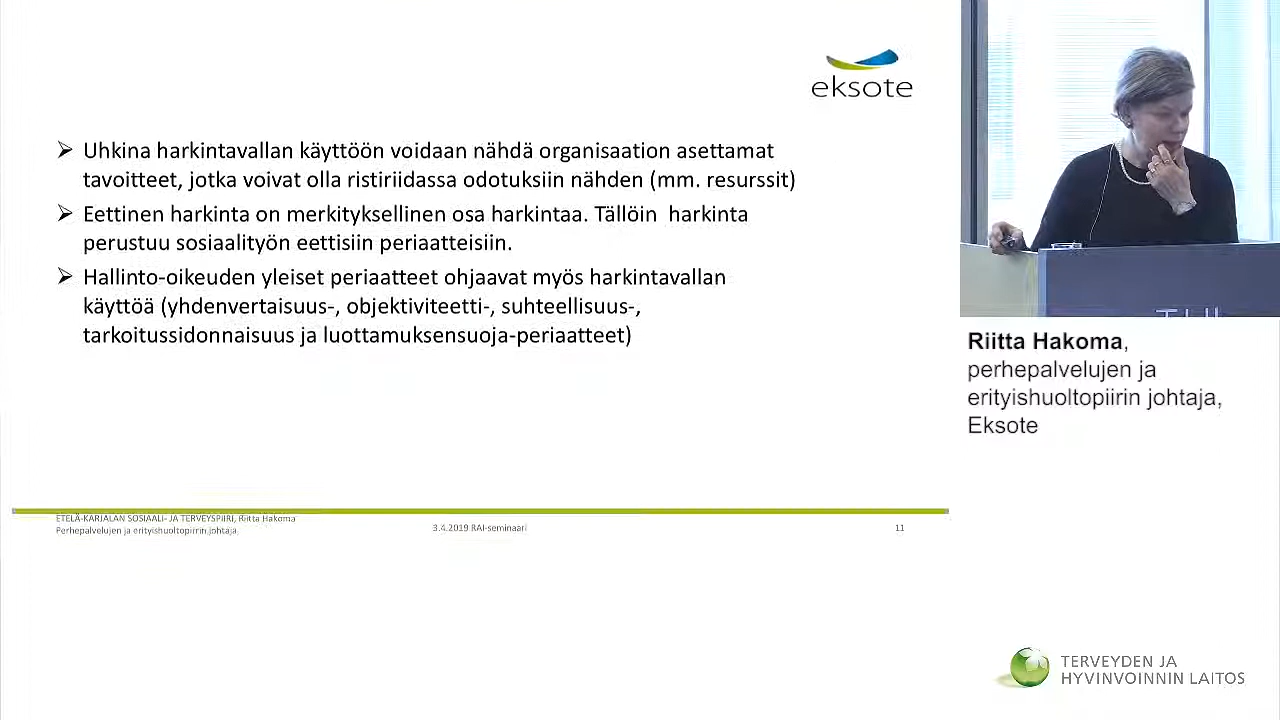 eksote
Uhkina harkintavallan käyttöön voidaan nähdä organisaation asettamat
tavoitteet, jotka voivat olla ristiriidassa odotuksiin nähden (mm. resurssit)
Eettinen harkinta on merkityksellinen osa harkintaa. Tällöin  harkinta
perustuu sosiaalityön eettisiin periaatteisiin.
Hallinto-oikeuden yleiset periaatteet ohjaavat myös harkintavallan
käyttöä (yhdenvertaisuus-, objektiviteetti-, suhteellisuus-,
tarkoitussidonnaisuus ja luottamuksensuoja-periaatteet)
ETELÄ-KARJALAN SOSIAALI- JA TERVEYSPIIRI, Riitta Hakoma
Perhepalvelujen ja erityishuoltopiirin johtaja
3.4.2019 RAI-seminaari
11
Riitta Hakoma,
perhepalvelujen ja
erityishuoltopiirin johtaja,
Eksote
TERVEYDEN JA
HYVINVOINNIN LAITOS